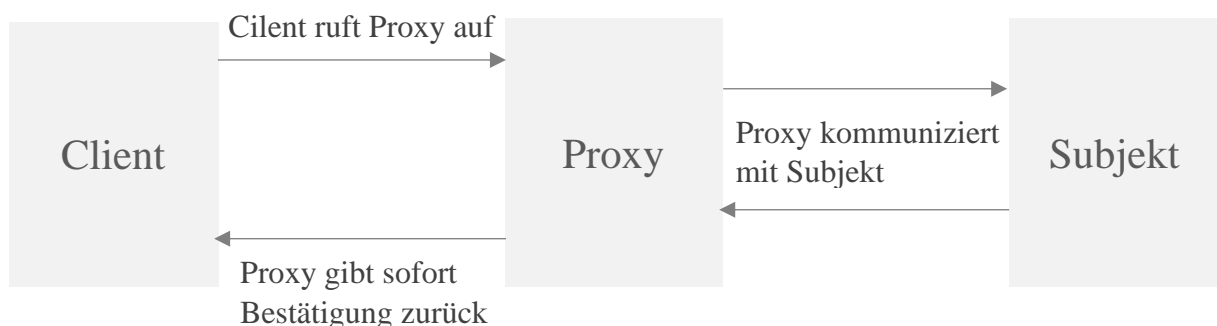 Cilent ruft Proxy auf
Client
Proxy
Proxy kommuniziert
mit Subjekt
Subjekt
Proxy gibt sofort
Bestätigung zurück